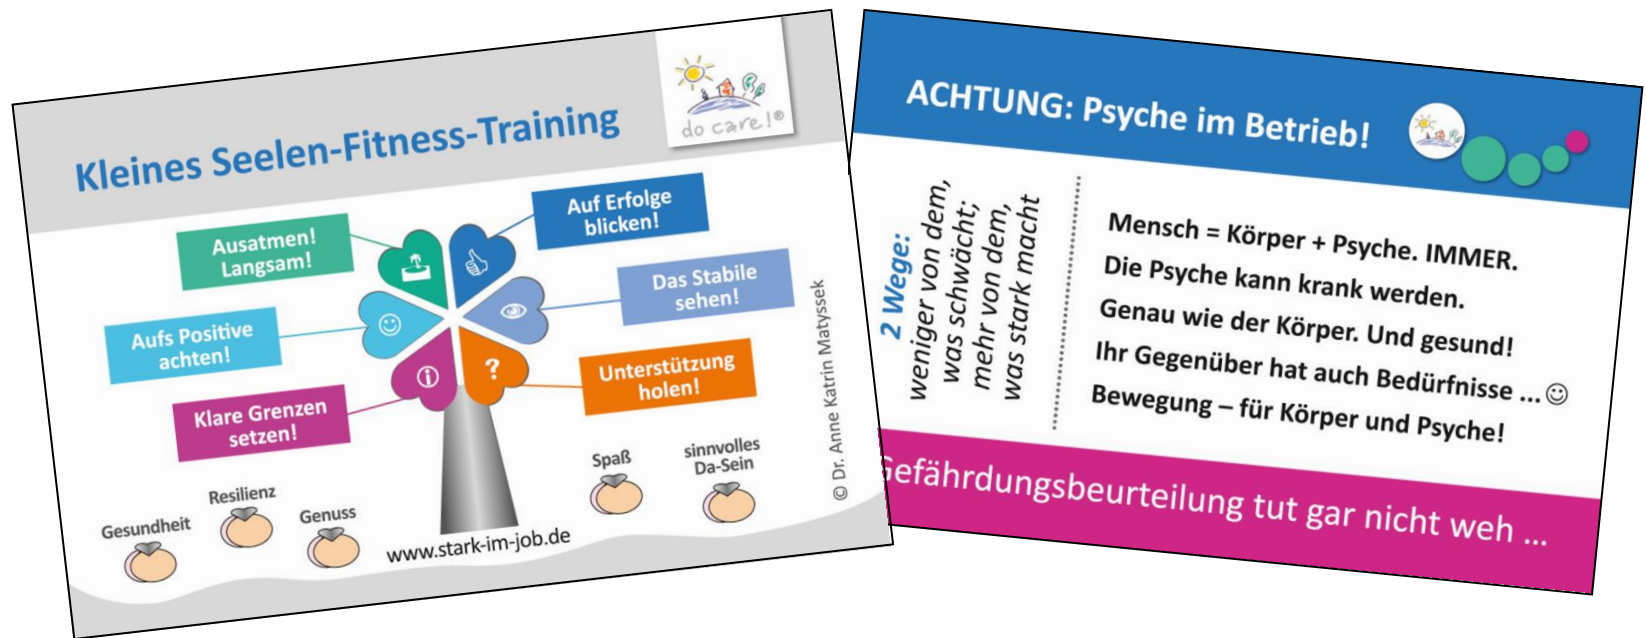 Kleines Seelen-Fitness-Training
do care!®
Ausatmen!
Langsam!
Auf Erfolge
blicken!
Aufs Positive
achten!
Das Stabile
sehen!
Klare Grenzen
setzen!
Unterstützung
holen!
Gesundheit
Resilienz
Genuss
Spaß
sinnvolles
Da-Sein
www.stark-im-job.de
© Dr. Anne Katrin Matyssek
ACHTUNG: Psyche im Betrieb!
2 Wege:
weniger von dem,
was schwächt;
mehr von dem,
was stark macht
Mensch = Körper + Psyche. IMMER.
Die Psyche kann krank werden.
Genau wie der Körper. Und gesund!
Ihr Gegenüber hat auch Bedürfnisse ... ☺
Bewegung – für Körper und Psyche!
Gefährdungsbeurteilung tut gar nicht weh ...